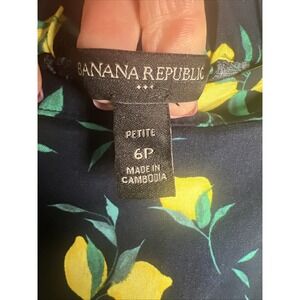 BANANA REPUBLIC
PETITE
6P
MADE IN
CAMBODIA